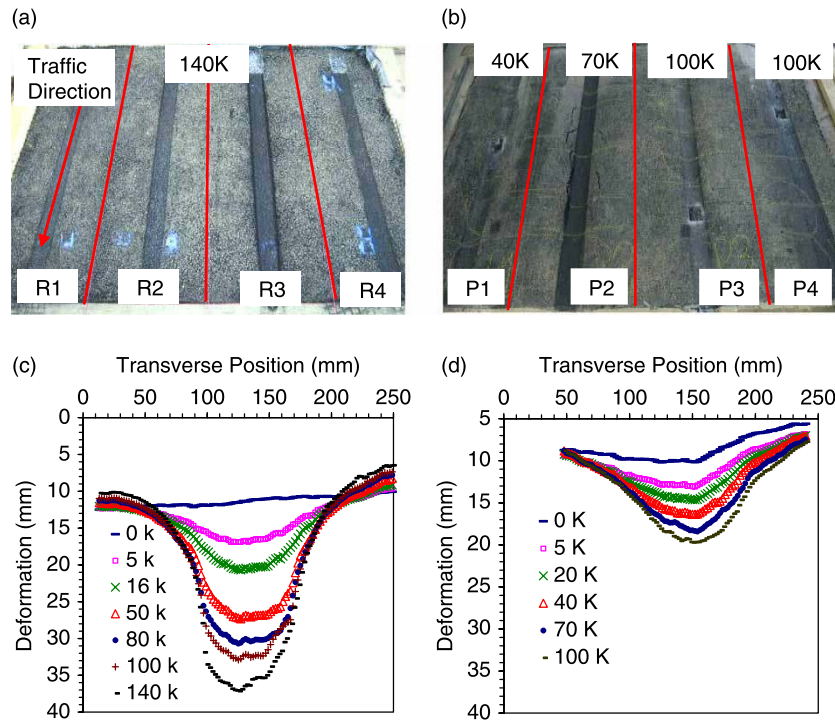 (a)
(b)
Traffic
Direction
140K
40K
70K
100K
100K
R1
R2
R3
R4
P1
P2
P3
P4
(c)
Transverse Position (mm)
0
50
100
150
200
250
0
5
10
15
20
25
30
35
40
Deformation (mm)
0 k
5 k
16 k
50 k
80 k
100 k
140 k
(d)
Transverse Position (mm)
0
50
100
150
200
250
5
10
15
20
25
30
35
40
Deformation (mm)
0 K
5 K
20 K
40 K
70 K
100 K